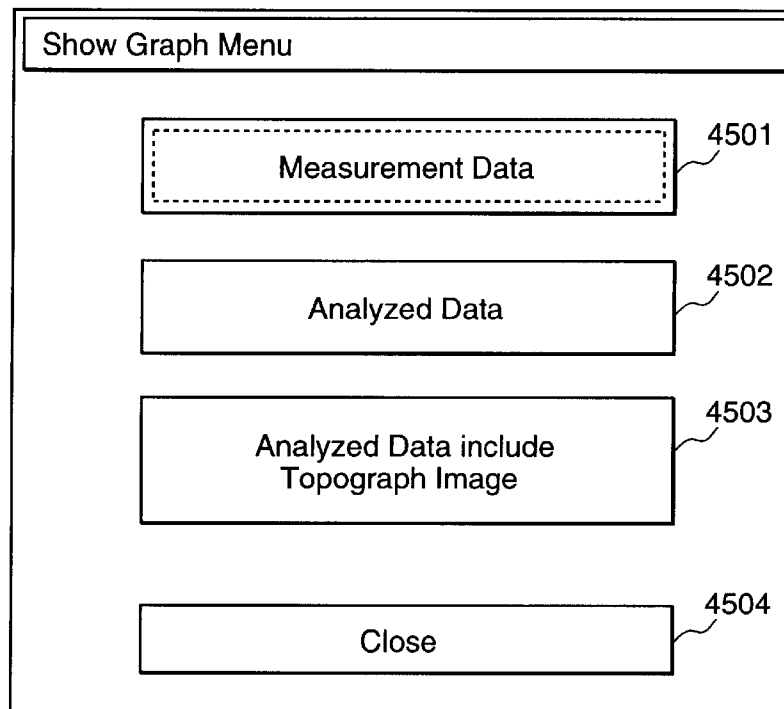 Show Graph Menu
Measurement Data
4501
Analyzed Data
4502
Analyzed Data include
Topograph Image
4503
Close
4504